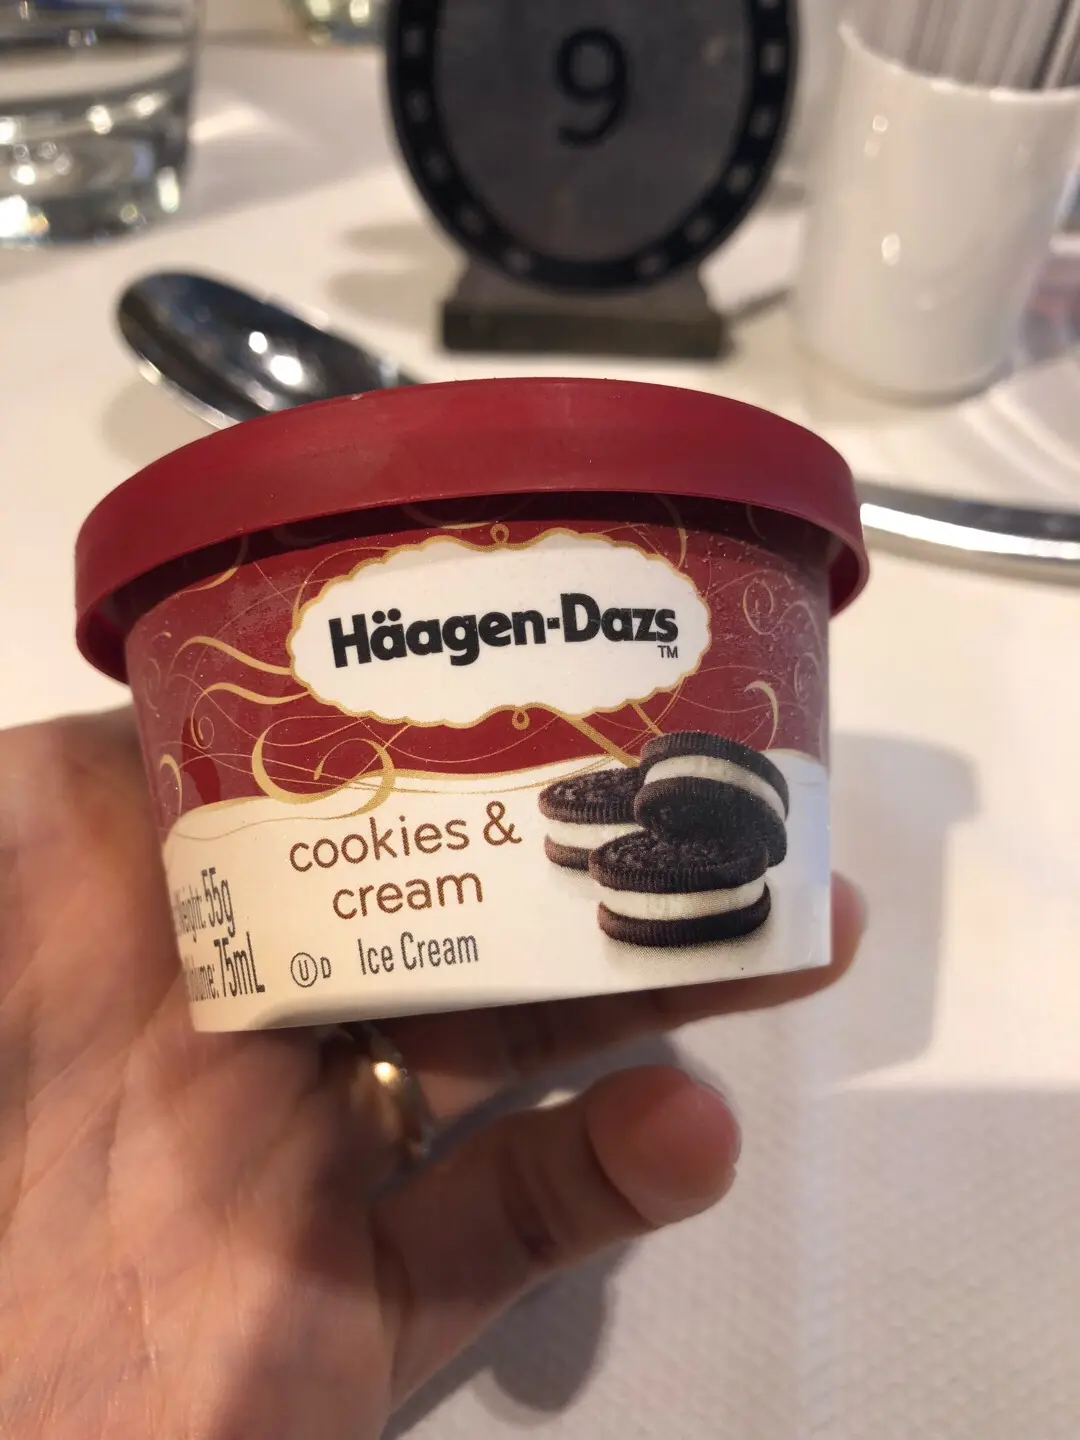 9
Häagen-Dazs
TM
cookies &
cream
Ice Cream
U D
55g
75mL